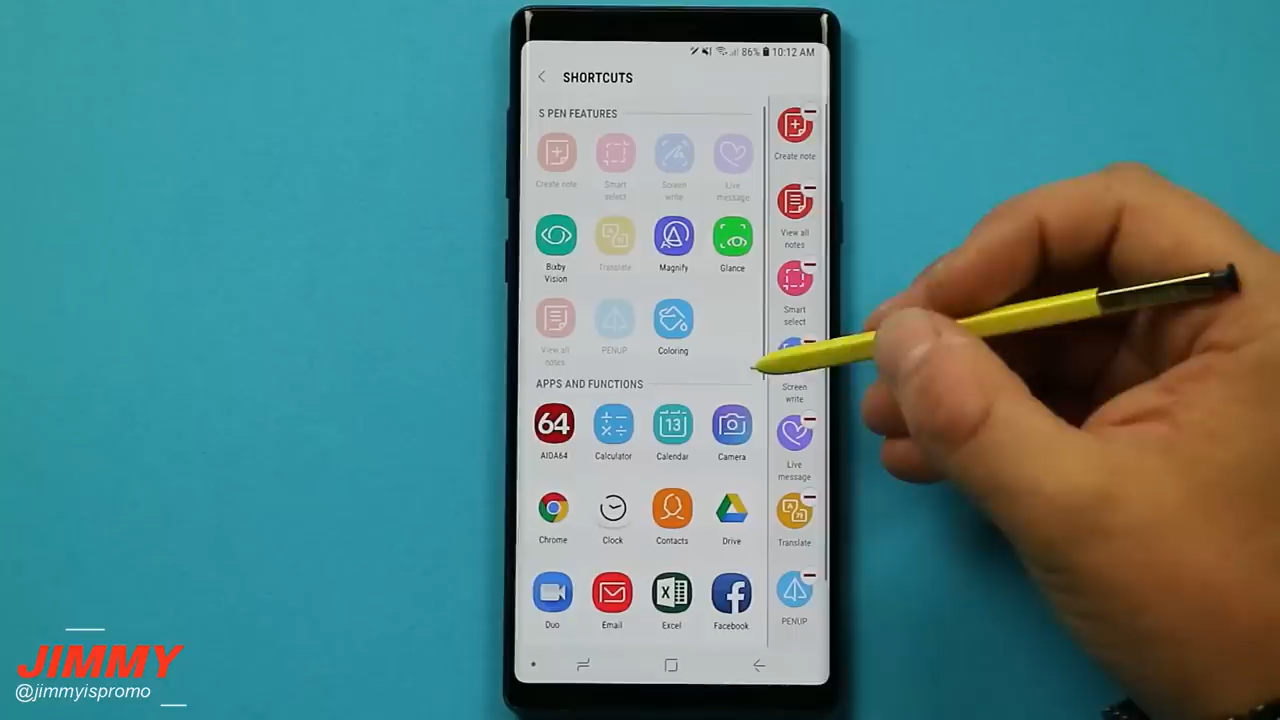 86% 10:12 AM
SHORTCUTS
S PEN FEATURES
Create note
Smart
select
Screen
write
Live
message
Bixby
Vision
Translate
Magnify
Glance
View all
notes
PENUP
Coloring
APPS AND FUNCTIONS
64
AIDA64
Calculator
13
Calendar
Camera
Chrome
Clock
Contacts
Drive
Duo
Email
X
Excel
f
Facebook
Create note
View all
notes
Smart
select
Screen
write
Live
message
Translate
PENUP
JIMMY
@jimmyispromo